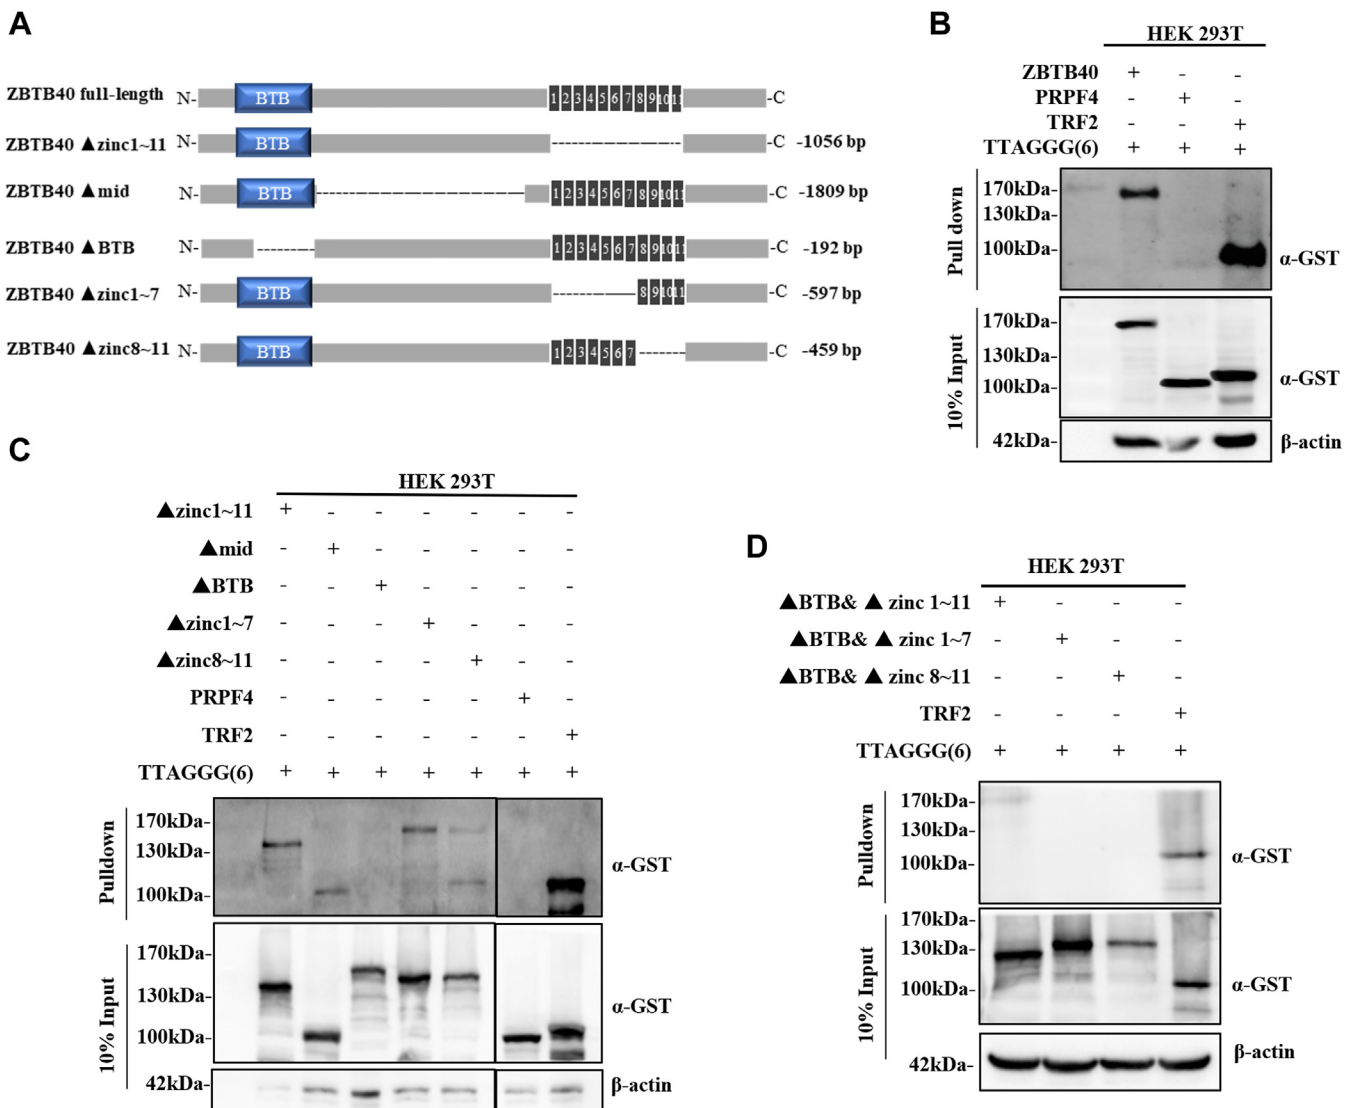 A
ZBTB40 full-length N- BTB 1 2 3 4 5 6 7 8 9 10 11 -C
ZBTB40 ▲zinc1~11 N- BTB -C -1056 bp
ZBTB40 ▲mid N- BTB 1 2 3 4 5 6 7 8 9 10 11 -C -1809 bp
ZBTB40 ▲BTB N- 1 2 3 4 5 6 7 8 9 10 11 -C -192 bp
ZBTB40 ▲zinc1~7 N- BTB 8 9 10 11 -C -597 bp
ZBTB40 ▲zinc8~11 N- BTB 1 2 3 4 5 6 7 -C -459 bp
B
HEK 293T
ZBTB40 + - -
PRPF4 - + -
TRF2 - - +
TTAGGG(6) + + +
Pull down
170kDa-
130kDa-
100kDa-
α-GST
10% Input
170kDa-
130kDa-
100kDa-
α-GST
42kDa-
β-actin
C
HEK 293T
▲zinc1~11 + - - - - - -
▲mid - + - - - - -
▲BTB - - + - - - -
▲zinc1~7 - - - + - - -
▲zinc8~11 - - - - + - -
PRPF4 - - - - - + -
TRF2 - - - - - - +
TTAGGG(6) + + + + + + +
Pulldown
170kDa-
130kDa-
100kDa-
α-GST
10% Input
170kDa-
130kDa-
100kDa-
α-GST
42kDa-
β-actin
D
HEK 293T
▲BTB& ▲ zinc 1~11 + - - -
▲BTB& ▲ zinc 1~7 - + - -
▲BTB& ▲ zinc 8~11 - - + -
TRF2 - - - +
TTAGGG(6) + + + +
Pulldown
170kDa-
130kDa-
100kDa-
α-GST
10% Input
170kDa-
130kDa-
100kDa-
α-GST
42kDa-
β-actin